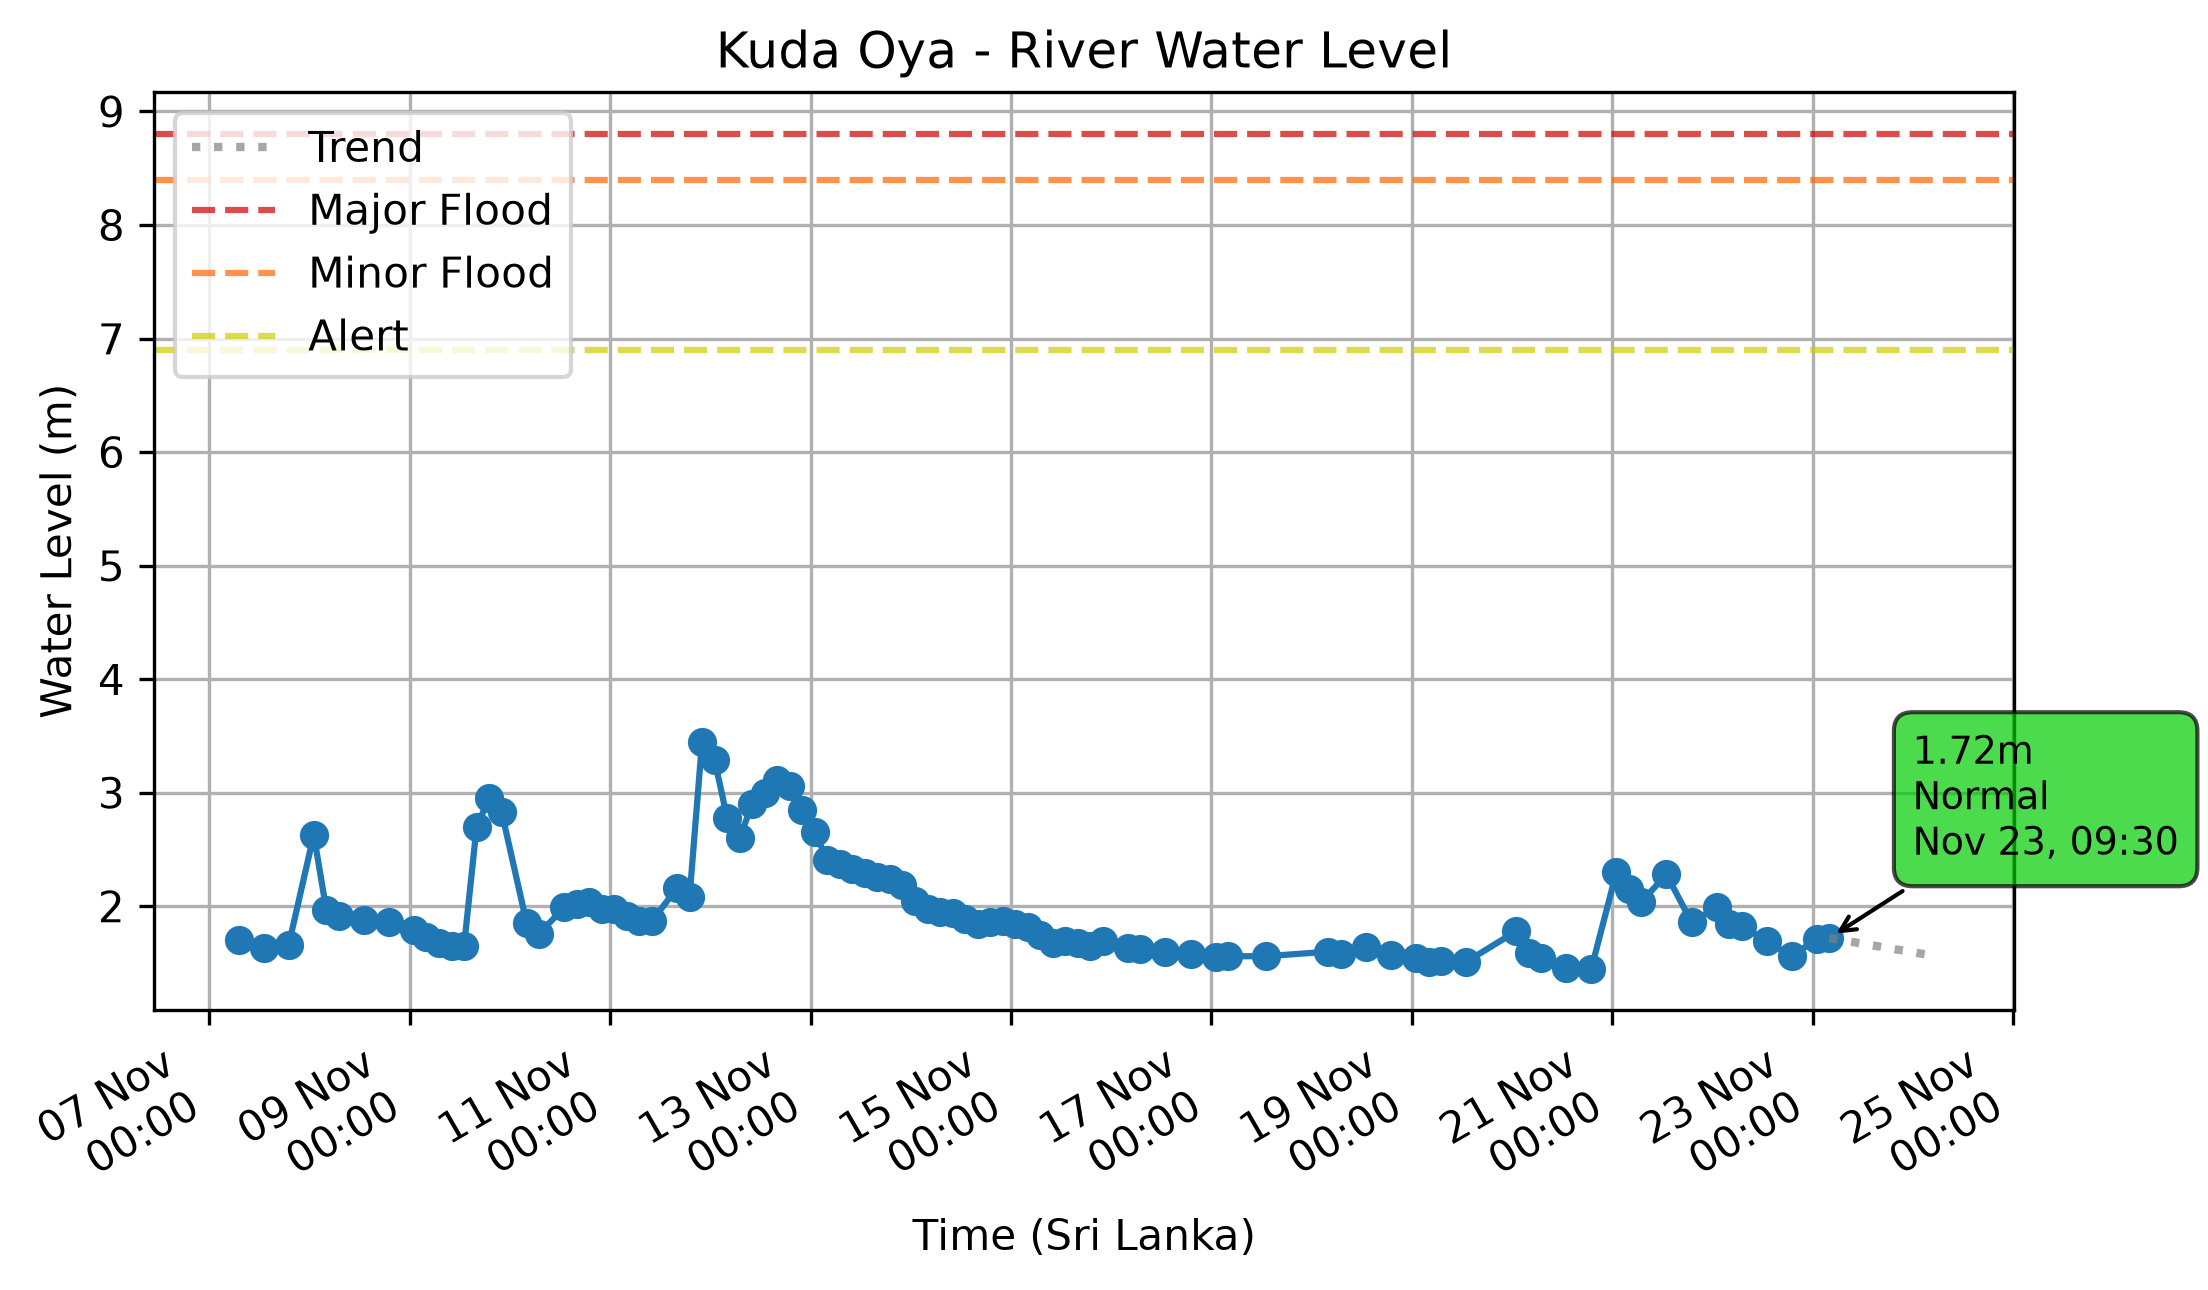 Kuda Oya - River Water Level
9
8
7
6
5
4
3
2
Water Level (m)
Trend
Major Flood
Minor Flood
Alert
1.72m
Normal
Nov 23, 09:30
07 Nov
00:00
09 Nov
00:00
11 Nov
00:00
13 Nov
00:00
15 Nov
00:00
17 Nov
00:00
19 Nov
00:00
21 Nov
00:00
23 Nov
00:00
25 Nov
00:00
Time (Sri Lanka)